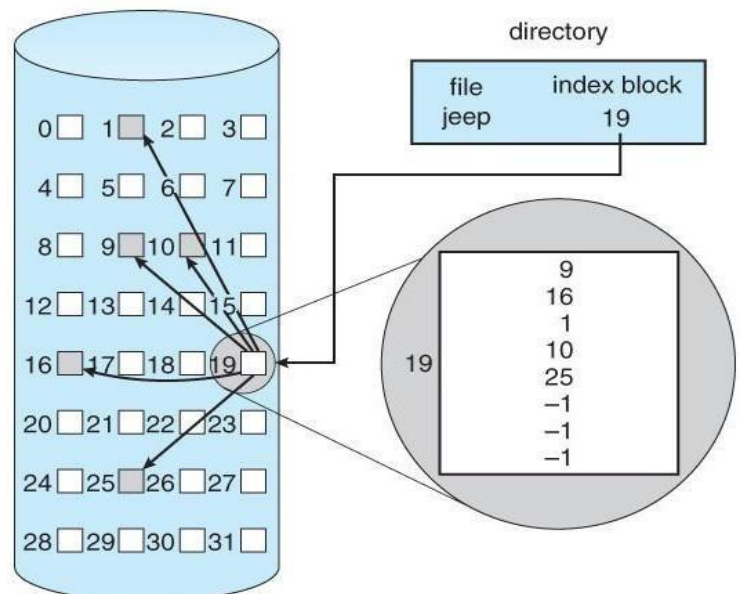 directory
file index block
jeep 19
0 1 2 3
4 5 6 7
8 9 10 11
12 13 14 15
16 17 18 19
20 21 22 23
24 25 26 27
28 29 30 31
19
9
16
1
10
25
–1
–1
–1